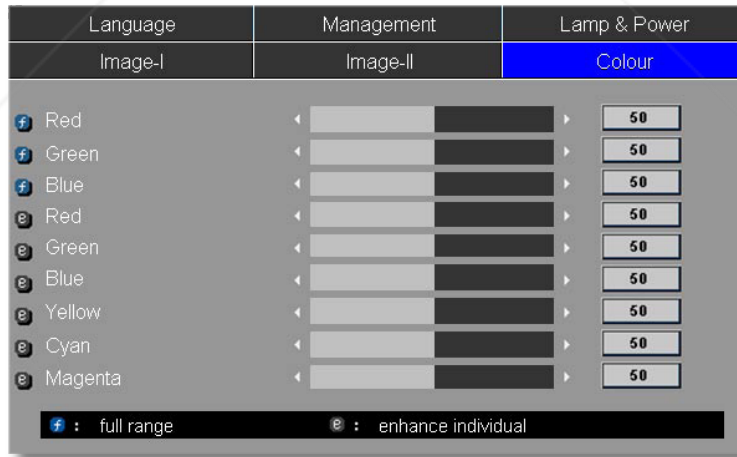 Language Management Lamp & Power
Image-I Image-II Colour
f Red 50
f Green 50
f Blue 50
e Red 50
e Green 50
e Blue 50
e Yellow 50
e Cyan 50
e Magenta 50
f : full range e : enhance individual